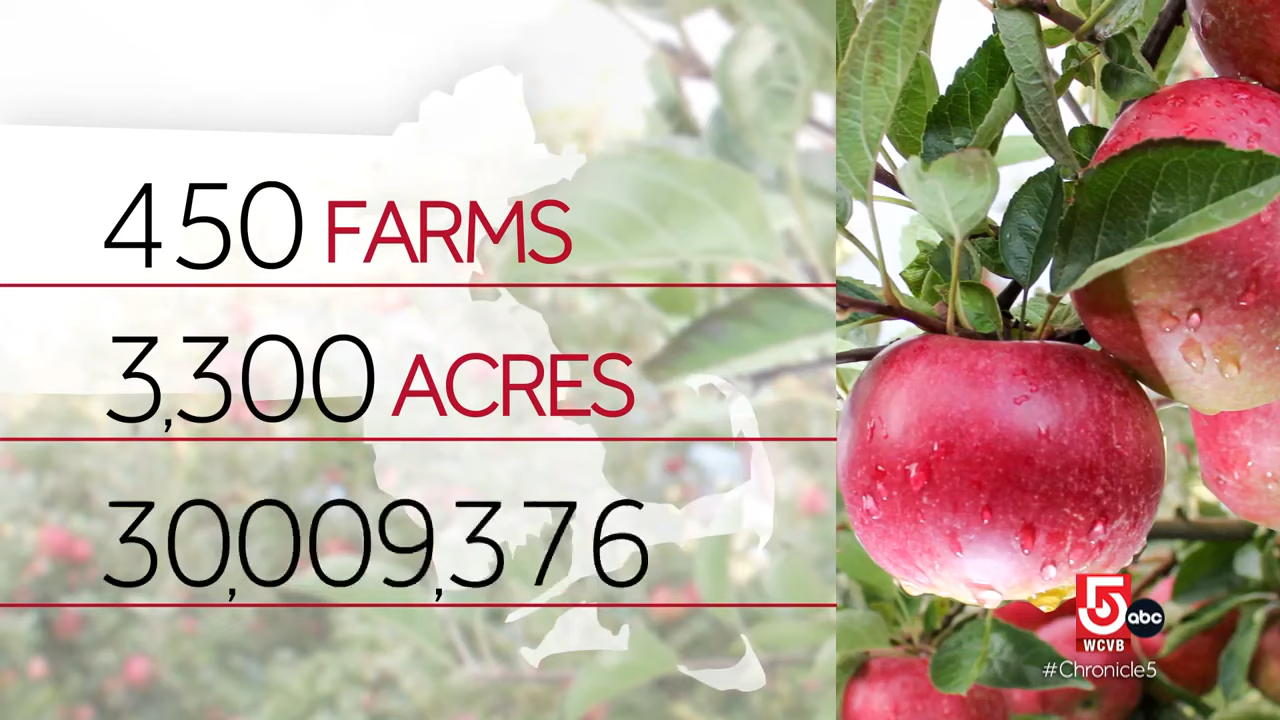 450 FARMS
3,300 ACRES
30,009,376
5 abc
WCVB
#Chronicle5